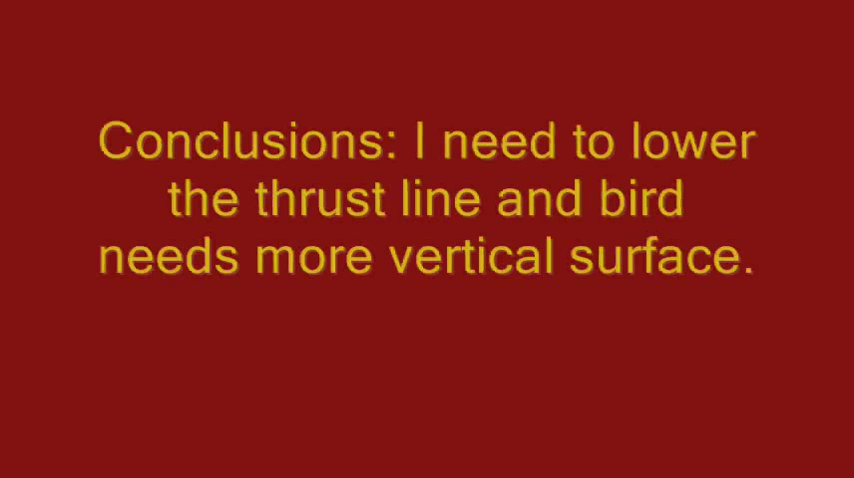 Conclusions: I need to lower
the thrust line and bird
needs more vertical surface.